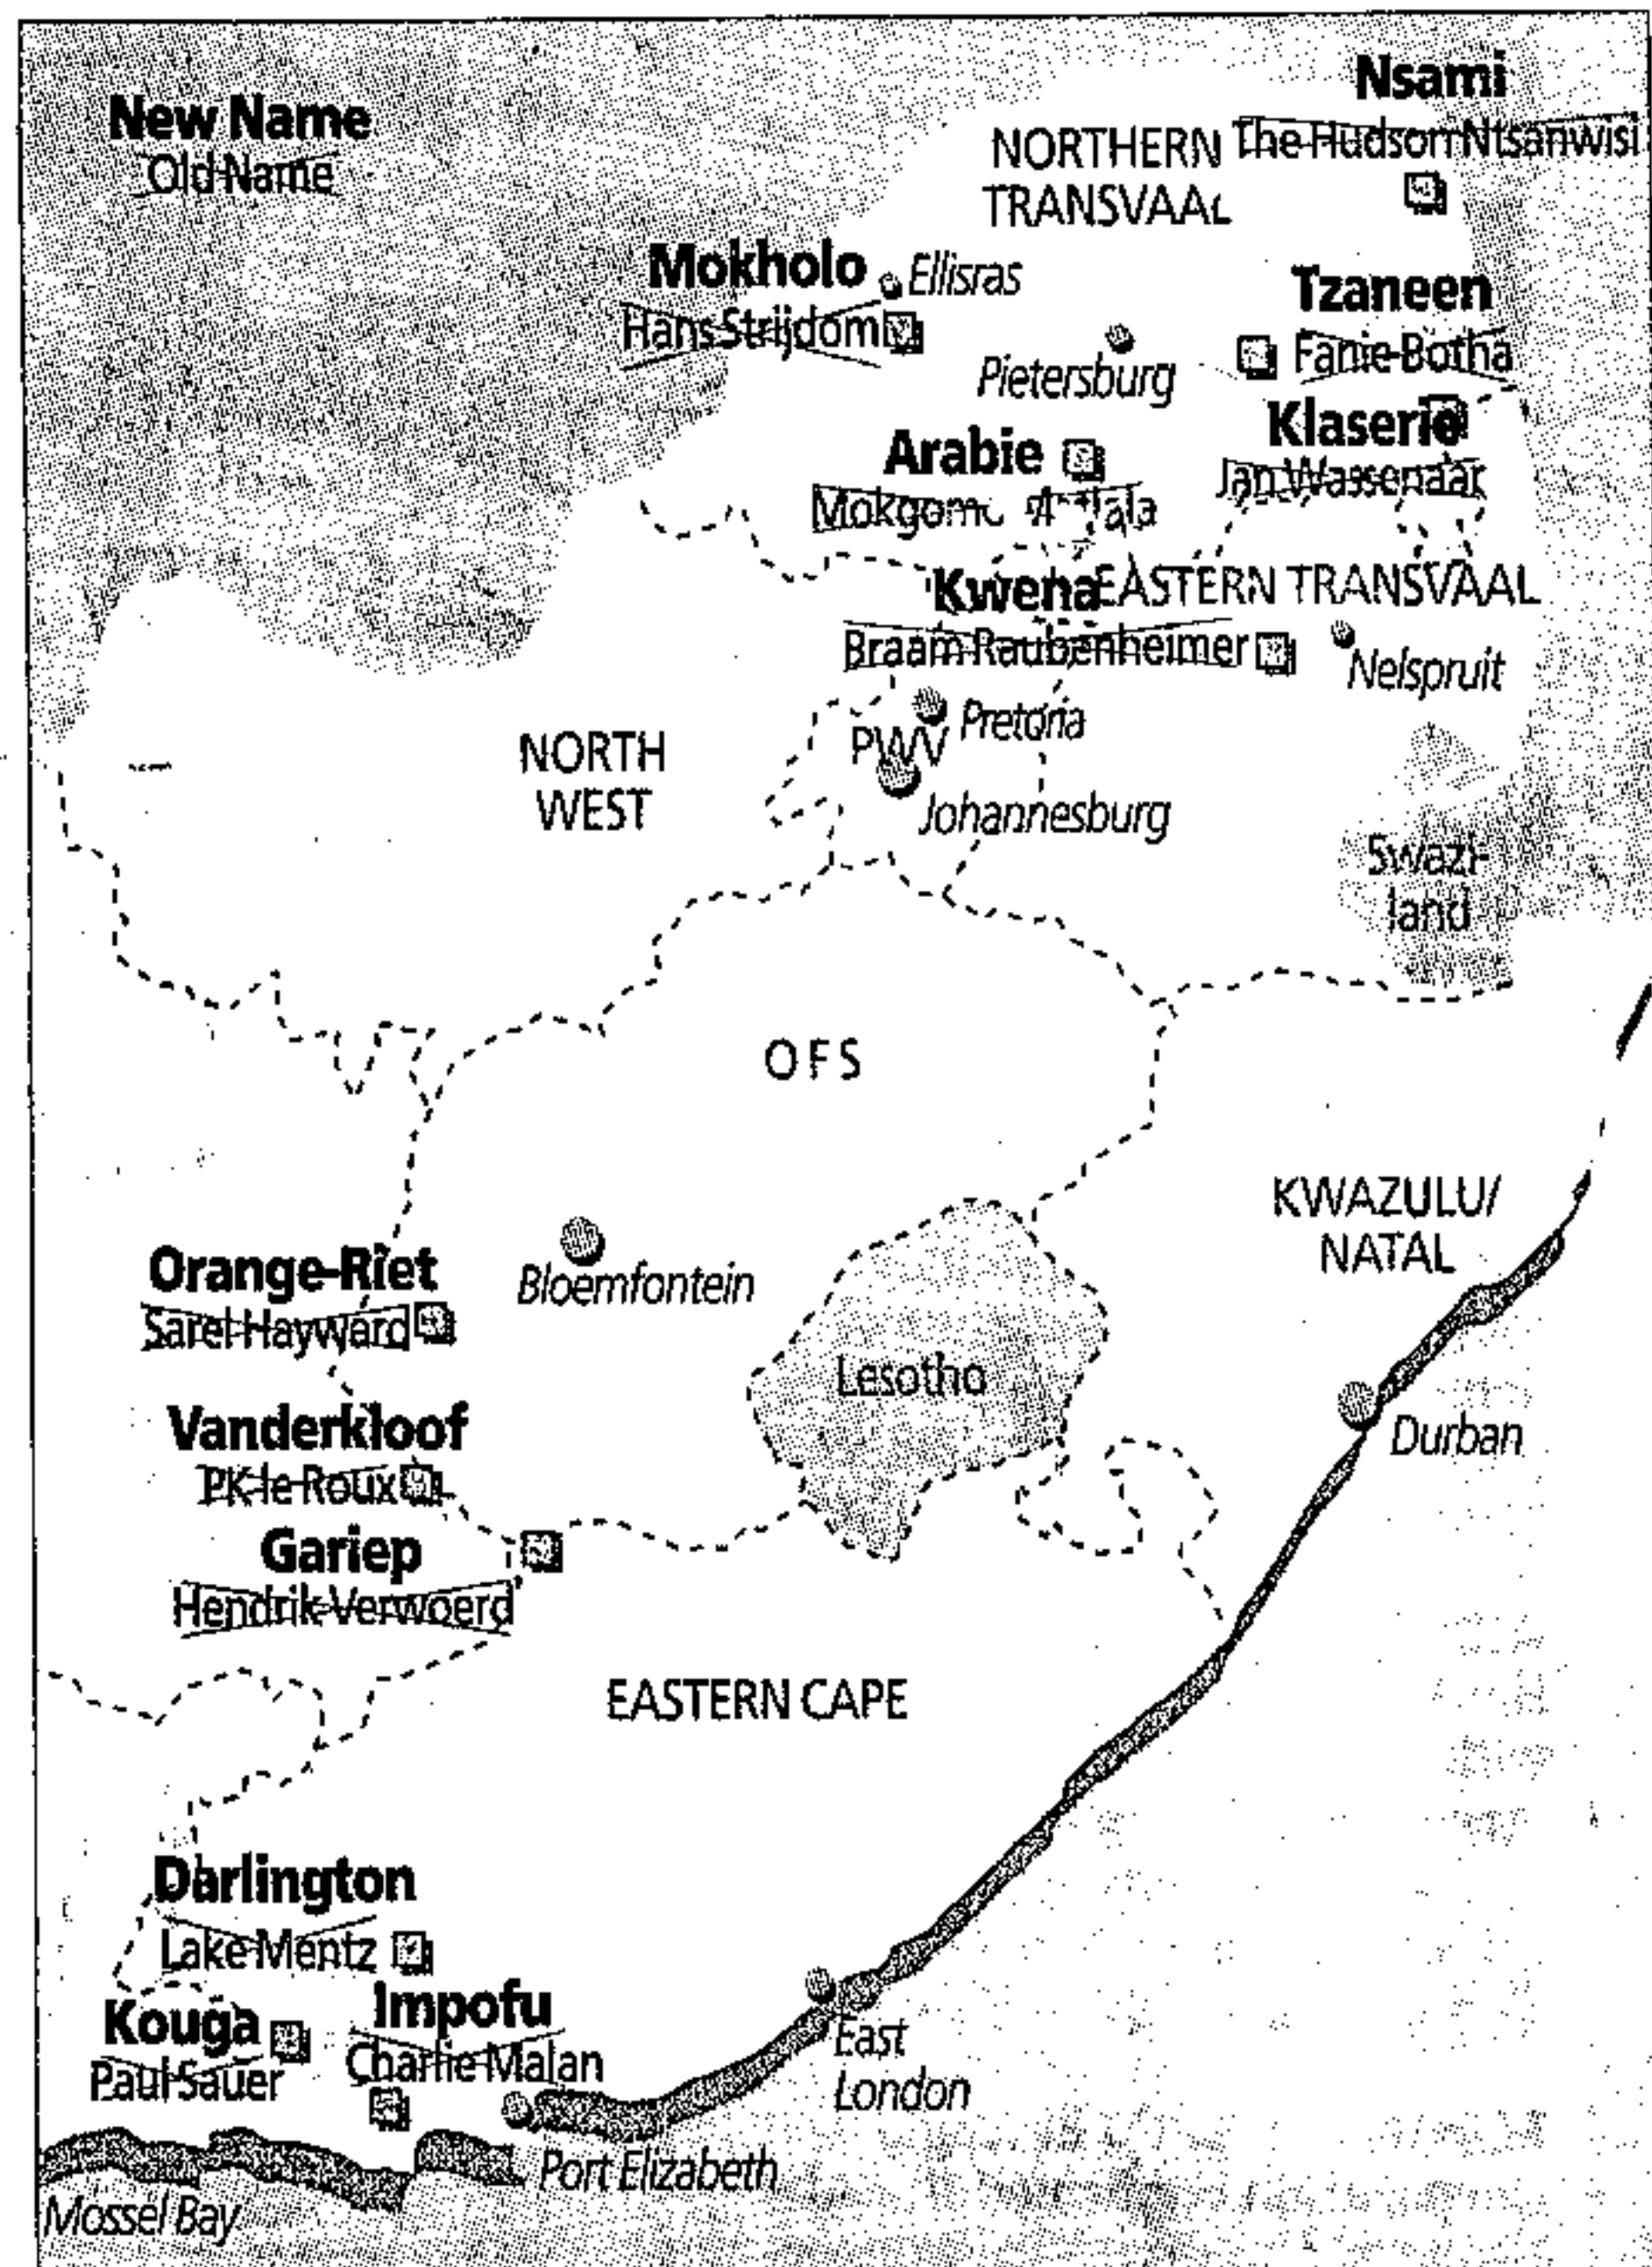 New Name
Old Name
Nsami
The Hudson Ntsanwisi
NORTHERN
TRANSVAAL
Mokholo
Ellisras
Hans Strijdom
Tzaneen
Fanie Botha
Pietersburg
Klaserie
Jan Wassenaar
Arabie
Kwena
EASTERN TRANSVAAL
Braam Raubenheimer
Nelspruit
Pretoria
PWV
Johannesburg
NORTH
WEST
Swazi-
land
OFS
KWAZULU/
NATAL
Orange-Riet
Sarel Hayward
Bloemfontein
Lesotho
Durban
Vanderkloof
PK le Roux
Gariep
Hendrik Verwoerd
EASTERN CAPE
Darlington
Lake Mentz
Kouga
Paul Sauer
Impofu
Charlie Malan
East
London
Port Elizabeth
Mossel Bay